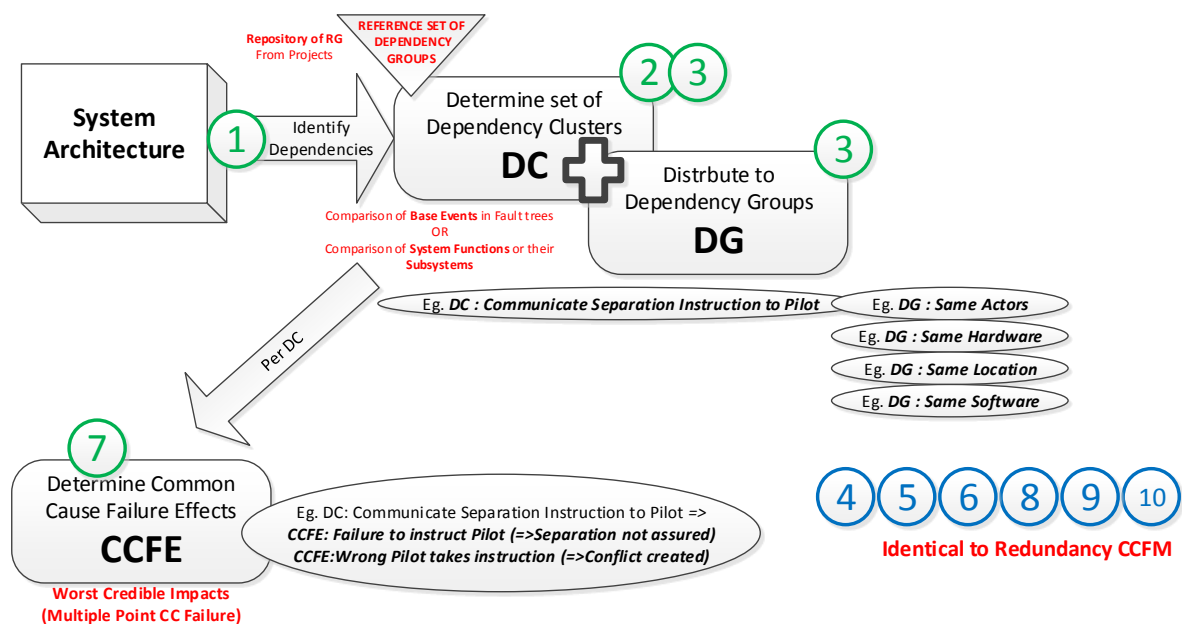 Repository of RG
From Projects
REFERENCE SET OF
DEPENDENCY
GROUPS
System
Architecture
1
Identify
Dependencies
2
3
Determine set of
Dependency Clusters
DC
3
Distrbute to
Dependency Groups
DG
Comparison of Base Events in Fault trees
OR
Comparison of System Functions or their
Subsystems
Eg. DC : Communicate Separation Instruction to Pilot
Eg. DG : Same Actors
Eg. DG : Same Hardware
Eg. DG : Same Location
Eg. DG : Same Software
Per DC
7
Determine Common
Cause Failure Effects
CCFE
Worst Credible Impacts
(Multiple Point CC Failure)
Eg. DC: Communicate Separation Instruction to Pilot =>
CCFE: Failure to instruct Pilot (=>Separation not assured)
CCFE:Wrong Pilot takes instruction (=>Conflict created)
4 5 6 8 9 10
Identical to Redundancy CCFM